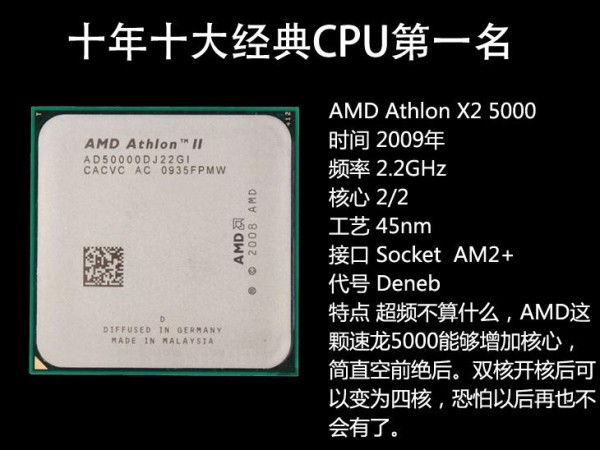 十年十大经典CPU第一名
AMD Athlon™ II
AD50000DJ22GI
CACVC AC 0935FPMW
AMD
© 2008 AMD
D
DIFFUSED IN GERMANY
MADE IN MALAYSIA
AMD Athlon X2 5000
时间 2009年
频率 2.2GHz
核心 2/2
工艺 45nm
接口 Socket AM2+
代号 Deneb
特点 超频不算什么，AMD这
颗速龙5000能够增加核心，
简直空前绝后。双核开核后可
以变为四核，恐怕以后再也不
会有了。